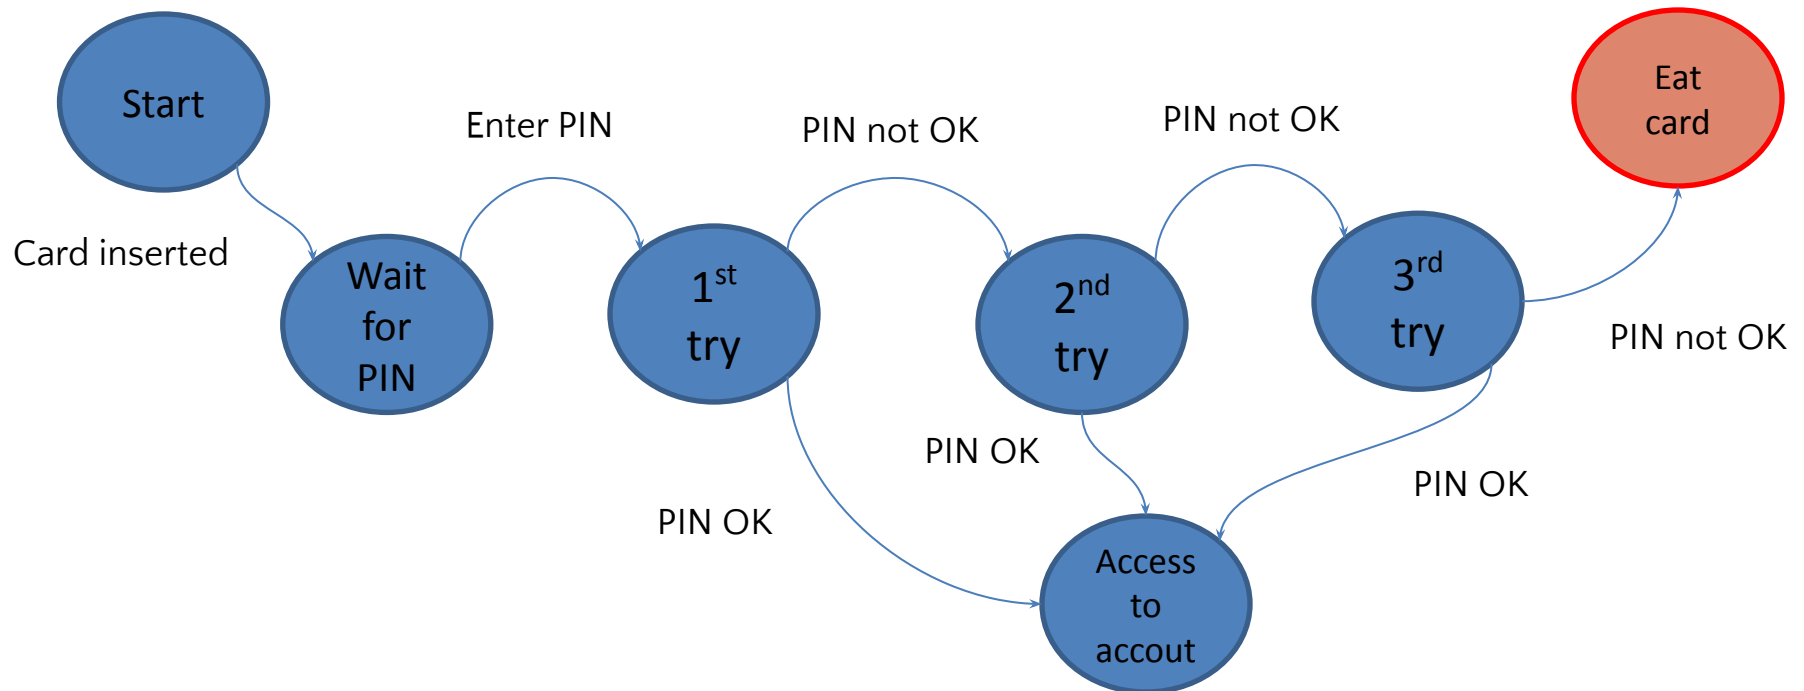 Start
Card inserted
Wait
for
PIN
Enter PIN
1st
try
PIN not OK
2nd
try
PIN not OK
3rd
try
PIN not OK
Eat
card
PIN OK
PIN OK
PIN OK
Access
to
accout